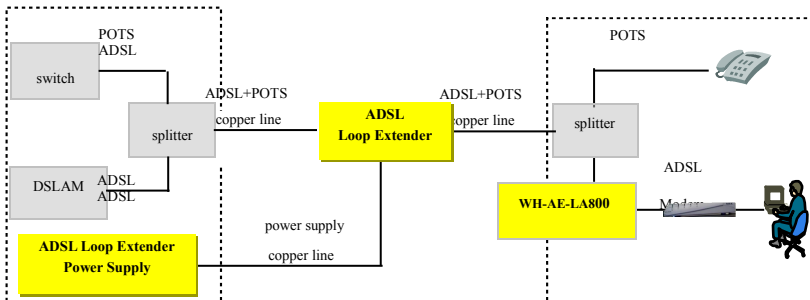 POTS
ADSL
switch
splitter
DSLAM
ADSL
ADSL
ADSL Loop Extender
Power Supply
ADSL+POTS
copper line
ADSL
Loop Extender
power supply
copper line
ADSL+POTS
copper line
POTS
splitter
ADSL
WH-AE-LA800